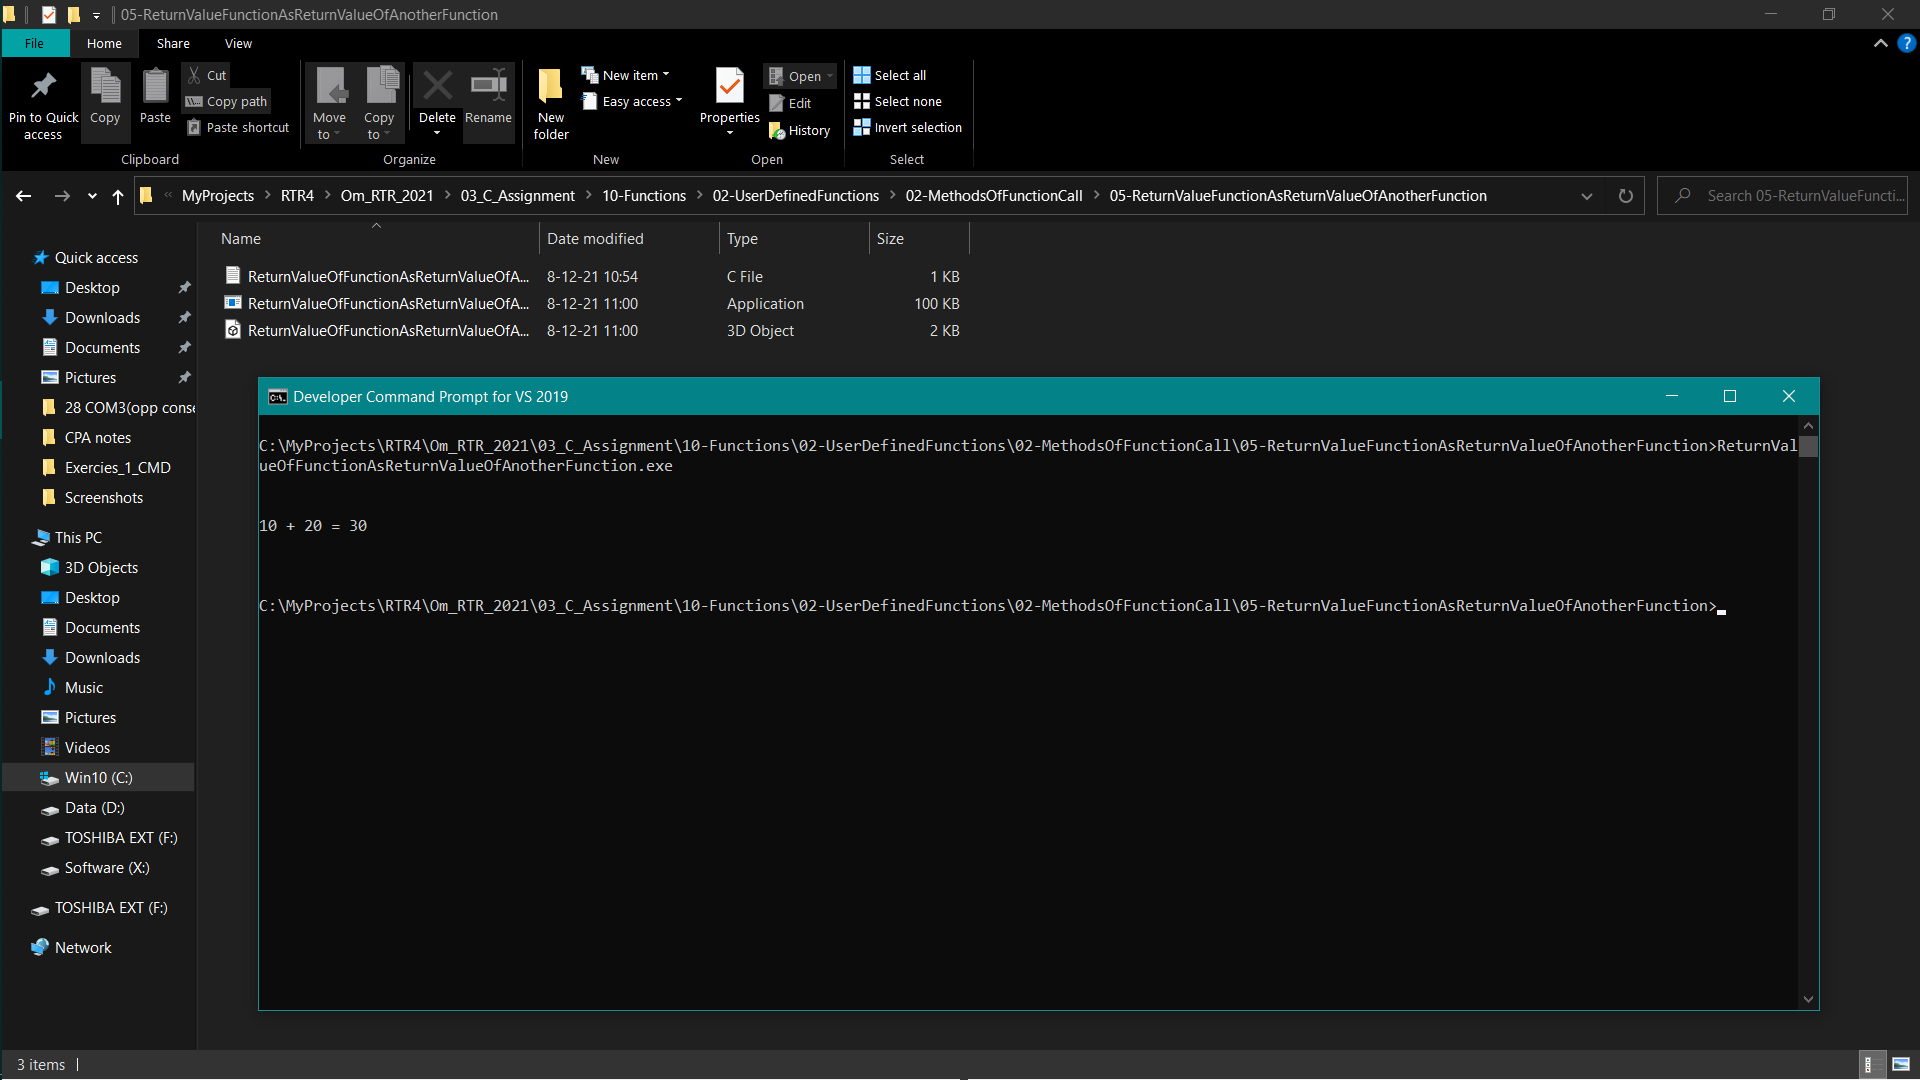 05-ReturnValueFunctionAsReturnValueOfAnotherFunction
File Home Share View
Pin to Quick access
Copy
Paste
Cut
Copy path
Paste shortcut
Clipboard
Move to
Copy to
Delete
Rename
Organize
New folder
New item
Easy access
New
Properties
Open
Edit
History
Open
Select all
Select none
Invert selection
Select
« MyProjects > RTR4 > Om_RTR_2021 > 03_C_Assignment > 10-Functions > 02-UserDefinedFunctions > 02-MethodsOfFunctionCall > 05-ReturnValueFunctionAsReturnValueOfAnotherFunction
Search 05-ReturnValueFuncti...
Name Date modified Type Size
ReturnValueOfFunctionAsReturnValueOfA... 8-12-21 10:54 C File 1 KB
ReturnValueOfFunctionAsReturnValueOfA... 8-12-21 11:00 Application 100 KB
ReturnValueOfFunctionAsReturnValueOfA... 8-12-21 11:00 3D Object 2 KB
Quick access
Desktop
Downloads
Documents
Pictures
28 COM3(opp conse
CPA notes
Exercies_1_CMD
Screenshots
This PC
3D Objects
Desktop
Documents
Downloads
Music
Pictures
Videos
Win10 (C:)
Data (D:)
TOSHIBA EXT (F:)
Software (X:)
TOSHIBA EXT (F:)
Network
Developer Command Prompt for VS 2019
C:\MyProjects\RTR4\Om_RTR_2021\03_C_Assignment\10-Functions\02-UserDefinedFunctions\02-MethodsOfFunctionCall\05-ReturnValueFunctionAsReturnValueOfAnotherFunction>ReturnVal
ueOfFunctionAsReturnValueOfAnotherFunction.exe
10 + 20 = 30
C:\MyProjects\RTR4\Om_RTR_2021\03_C_Assignment\10-Functions\02-UserDefinedFunctions\02-MethodsOfFunctionCall\05-ReturnValueFunctionAsReturnValueOfAnotherFunction>
3 items